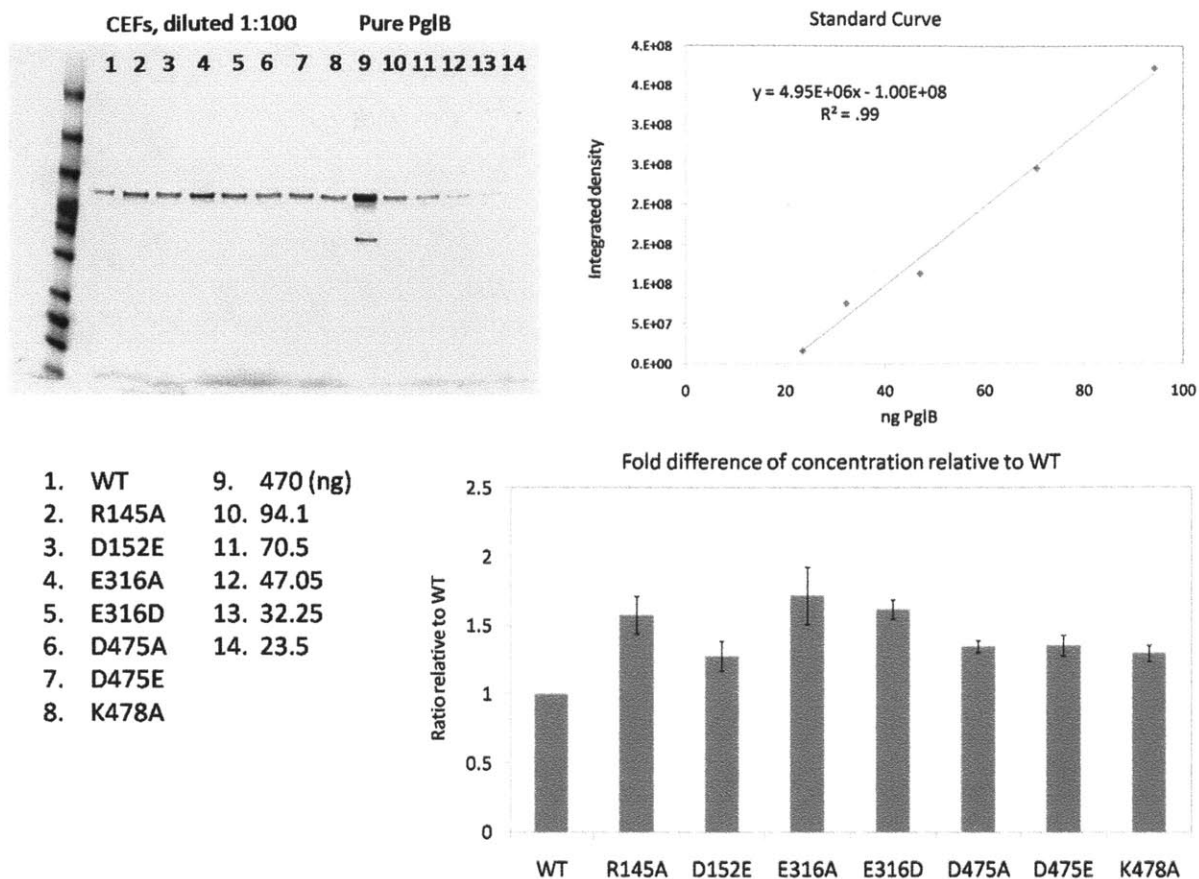 CEFs, diluted 1:100 Pure PglB
1 2 3 4 5 6 7 8 9 10 11 12 13 14
Standard Curve
4.E+08
4.E+08
3.E+08
3.E+08
2.E+08
2.E+08
1.E+08
5.E+07
0.E+00
Integrated density
y = 4.95E+06x - 1.00E+08
R² = .99
0 20 40 60 80 100
ng PglB
1. WT
2. R145A
3. D152E
4. E316A
5. E316D
6. D475A
7. D475E
8. K478A
9. 470 (ng)
10. 94.1
11. 70.5
12. 47.05
13. 32.25
14. 23.5
Fold difference of concentration relative to WT
2.5
2
1.5
1
0.5
0
Ratio relative to WT
WT R145A D152E E316A E316D D475A D475E K478A